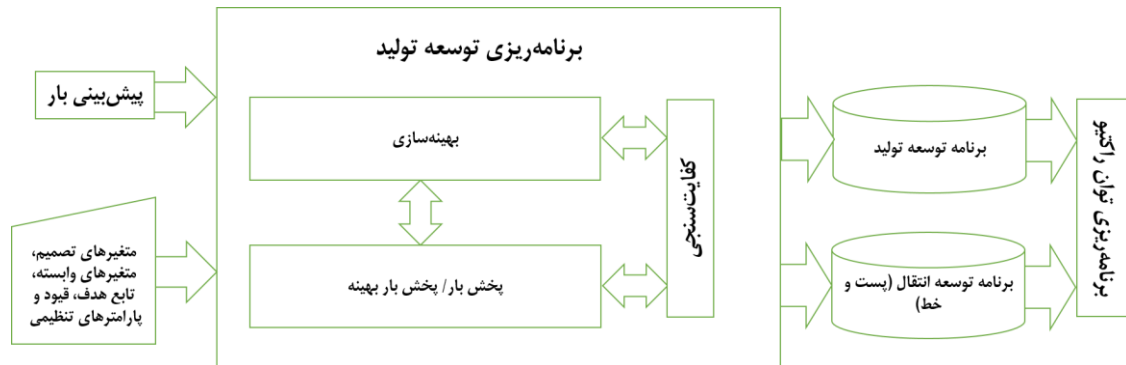 برنامه‌ریزی توسعه تولید
پیش‌بینی بار
بهینه‌سازی
کفایت‌سنجی
برنامه توسعه تولید
برنامه‌ریزی توان راکتیو
متغیرهای تصمیم،
متغیرهای وابسته،
تابع هدف، قیود و
پارامترهای تنظیمی
پخش بار/ پخش بار بهینه
برنامه توسعه انتقال (پست و
خط)